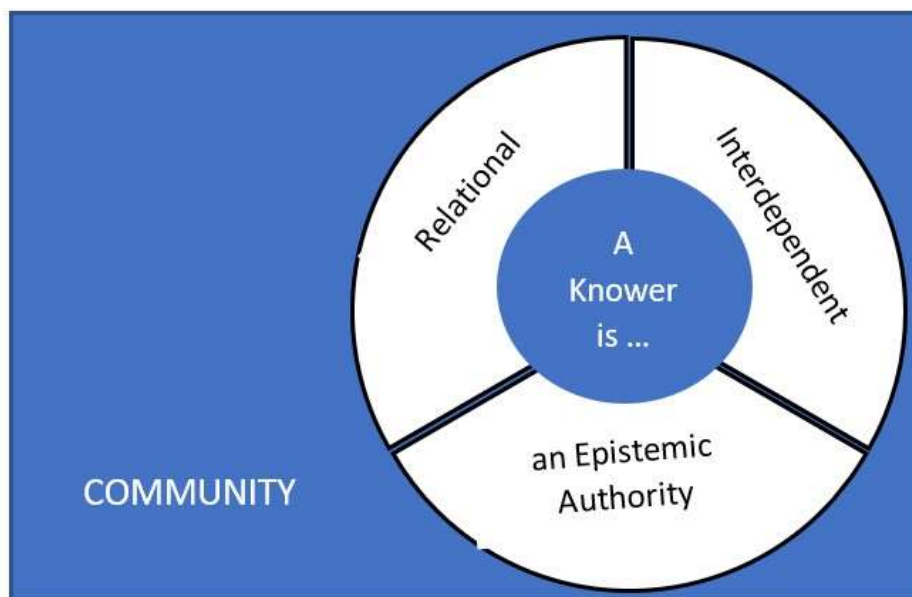 Relational
Interdependent
A
Knower
is ...
an Epistemic
Authority
COMMUNITY